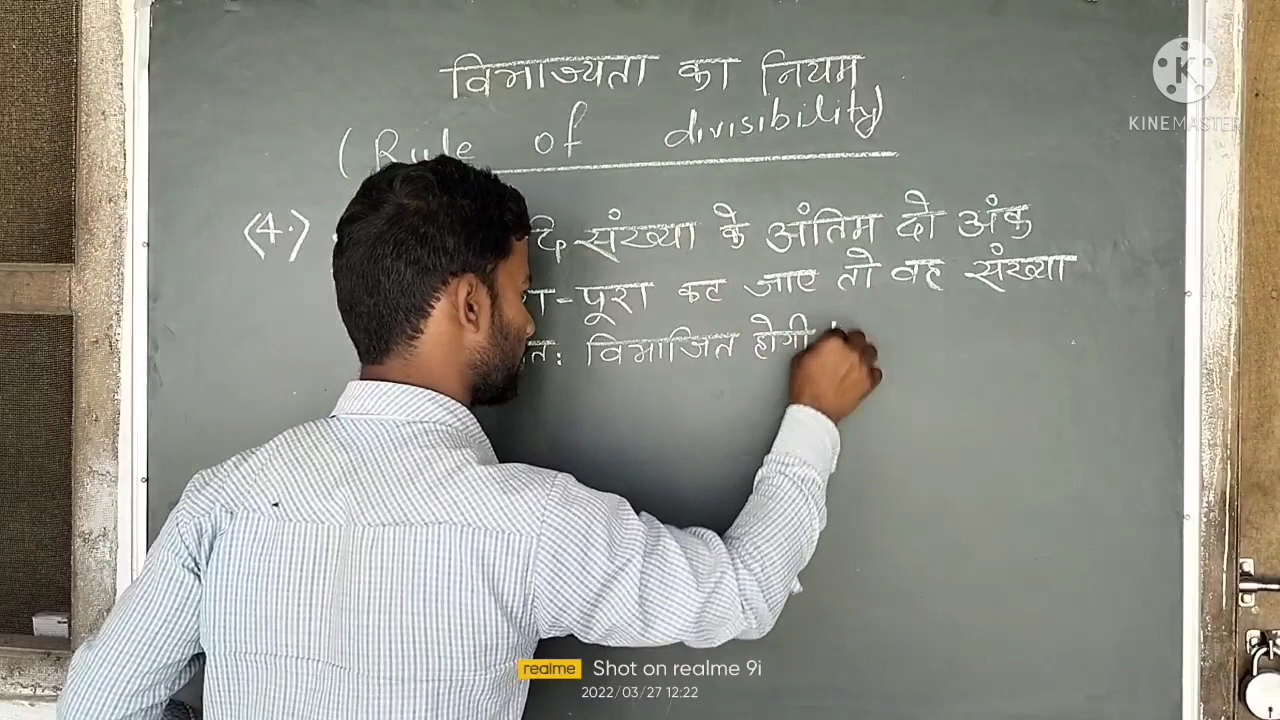 विभाज्यता का नियम
(Rule of divisibility)
(4.) संख्या के अंतिम दो अंक
कट जाए तो वह संख्या
विभाजित होगी
K
KINEMASTER
realme Shot on realme 9i
2022/03/27 12:22